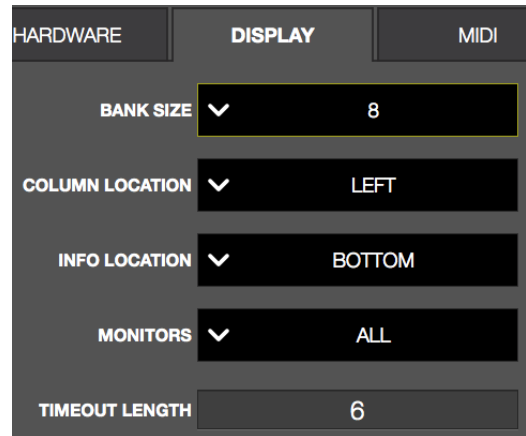 HARDWARE DISPLAY MIDI
BANK SIZE 8
COLUMN LOCATION LEFT
INFO LOCATION BOTTOM
MONITORS ALL
TIMEOUT LENGTH 6